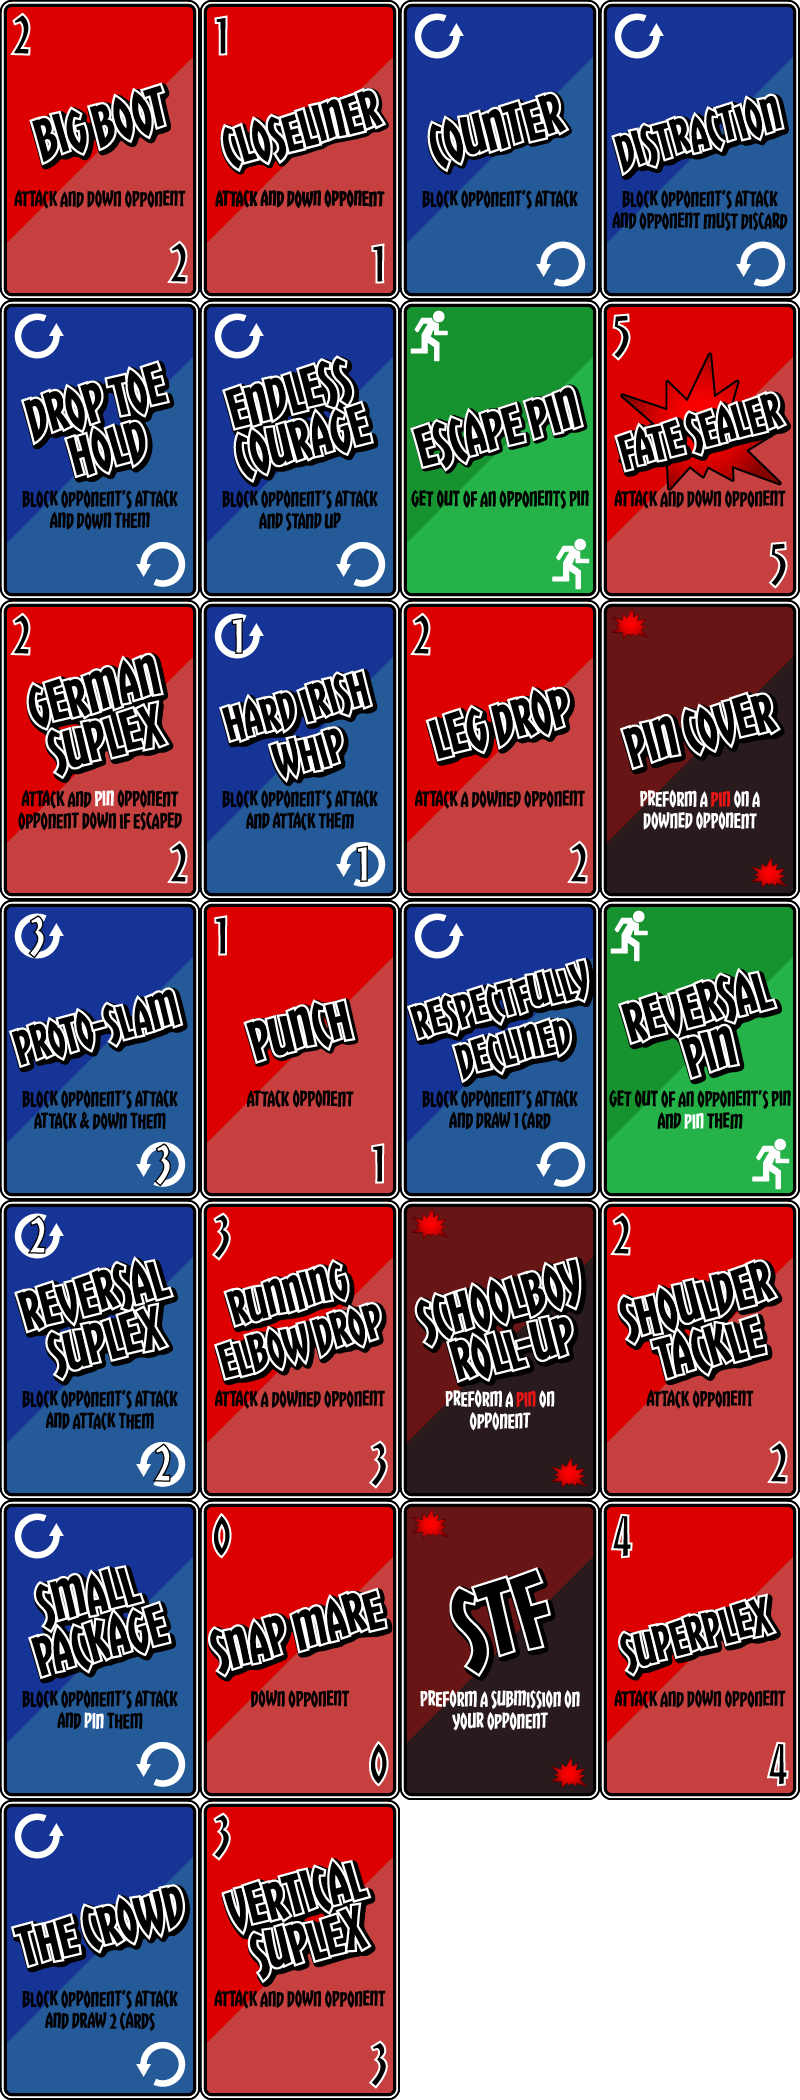 2
BIG BOOT
ATTACK AND DOWN OPPONENT
2
1
CLOSELINER
ATTACK AND DOWN OPPONENT
1
COUNTER
BLOCK OPPONENT'S ATTACK
DISTRACTION
BLOCK OPPONENT'S ATTACK
AND OPPONENT MUST DISCARD
DROP TOE
HOLD
BLOCK OPPONENT'S ATTACK
AND DOWN THEM
ENDLESS
COURAGE
BLOCK OPPONENT'S ATTACK
AND STAND UP
ESCAPE PIN
GET OUT OF AN OPPONENTS PIN
5
FATE SEALER
ATTACK AND DOWN OPPONENT
5
2
GERMAN
SUPLEX
ATTACK AND PIN OPPONENT
OPPONENT DOWN IF ESCAPED
2
1
HARD IRISH
WHIP
BLOCK OPPONENT'S ATTACK
AND ATTACK THEM
1
2
LEG DROP
ATTACK A DOWNED OPPONENT
2
PIN COVER
PREFORM A PIN ON A
DOWNED OPPONENT
3
PROTO-SLAM
BLOCK OPPONENT'S ATTACK
ATTACK & DOWN THEM
3
1
PUNCH
ATTACK OPPONENT
1
RESPECTFULLY
DECLINED
BLOCK OPPONENT'S ATTACK
AND DRAW 1 CARD
REVERSAL
PIN
GET OUT OF AN OPPONENT'S PIN
AND PIN THEM
2
REVERSAL
SUPLEX
BLOCK OPPONENT'S ATTACK
AND ATTACK THEM
2
3
RUNNING
ELBOW DROP
ATTACK A DOWNED OPPONENT
3
SCHOOLBOY
ROLL-UP
PREFORM A PIN ON
OPPONENT
2
SHOULDER
TACKLE
ATTACK OPPONENT
2
SMALL
PACKAGE
BLOCK OPPONENT'S ATTACK
AND PIN THEM
0
SNAP MARE
DOWN OPPONENT
0
STF
PREFORM A SUBMISSION ON
YOUR OPPONENT
4
SUPERPLEX
ATTACK AND DOWN OPPONENT
4
THE CROWD
BLOCK OPPONENT'S ATTACK
AND DRAW 2 CARDS
3
VERTICAL
SUPLEX
ATTACK AND DOWN OPPONENT
3